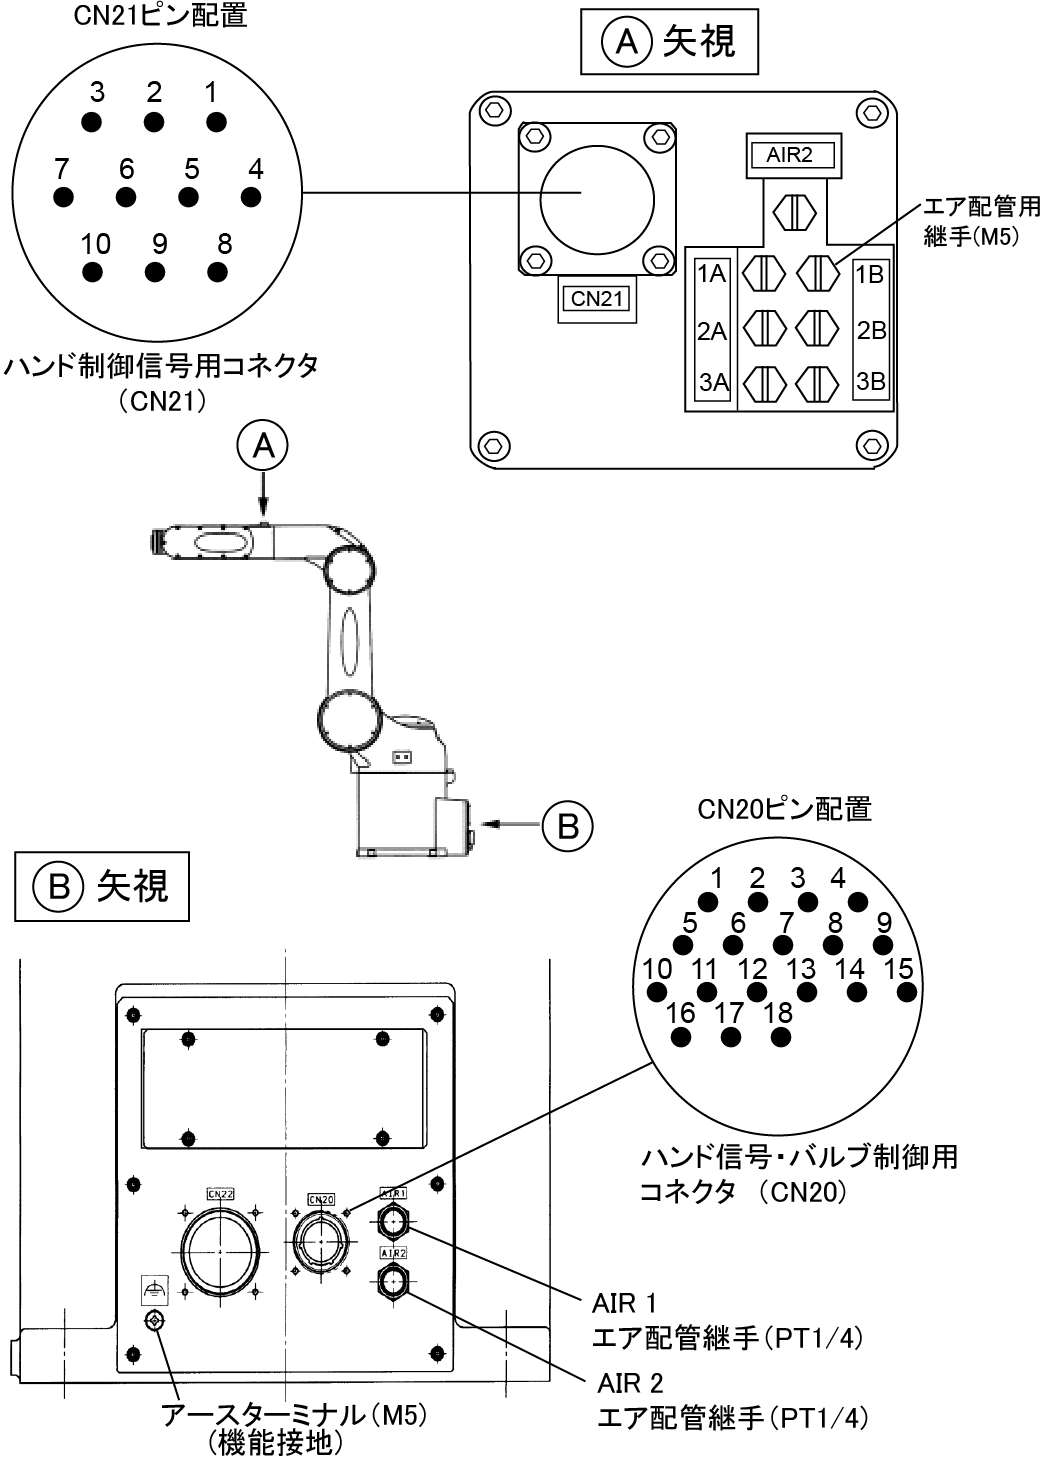 CN21ピン配置
3 2 1
7 6 5 4
10 9 8
ハンド制御信号用コネクタ
(CN21)
A 矢視
AIR2
エア配管用
継手(M5)
CN21
1A 1B
2A 2B
3A 3B
A
B
B 矢視
CN20ピン配置
1 2 3 4
5 6 7 8 9
10 11 12 13 14 15
16 17 18
ハンド信号・バルブ制御用
コネクタ (CN20)
CN22
CN20
AIR1
AIR2
AIR 1
エア配管継手(PT1/4)
AIR 2
エア配管継手(PT1/4)
アースターミナル(M5)
(機能接地)